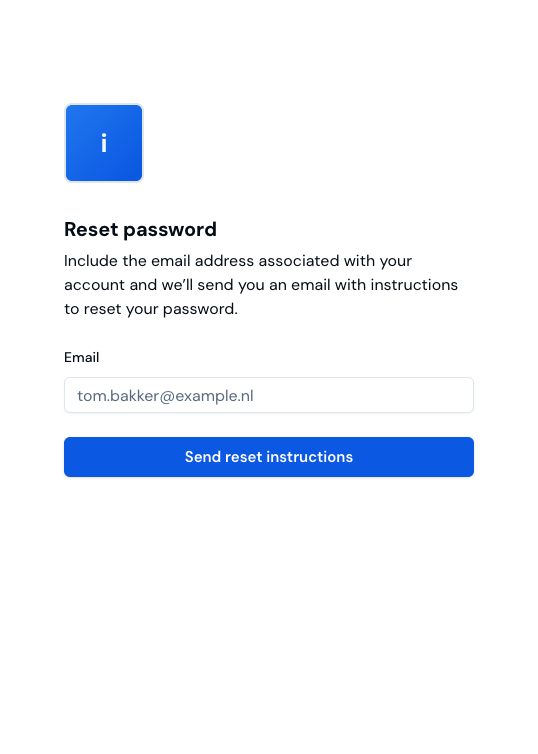 i
Reset password
Include the email address associated with your
account and we’ll send you an email with instructions
to reset your password.
Email
tom.bakker@example.nl
Send reset instructions